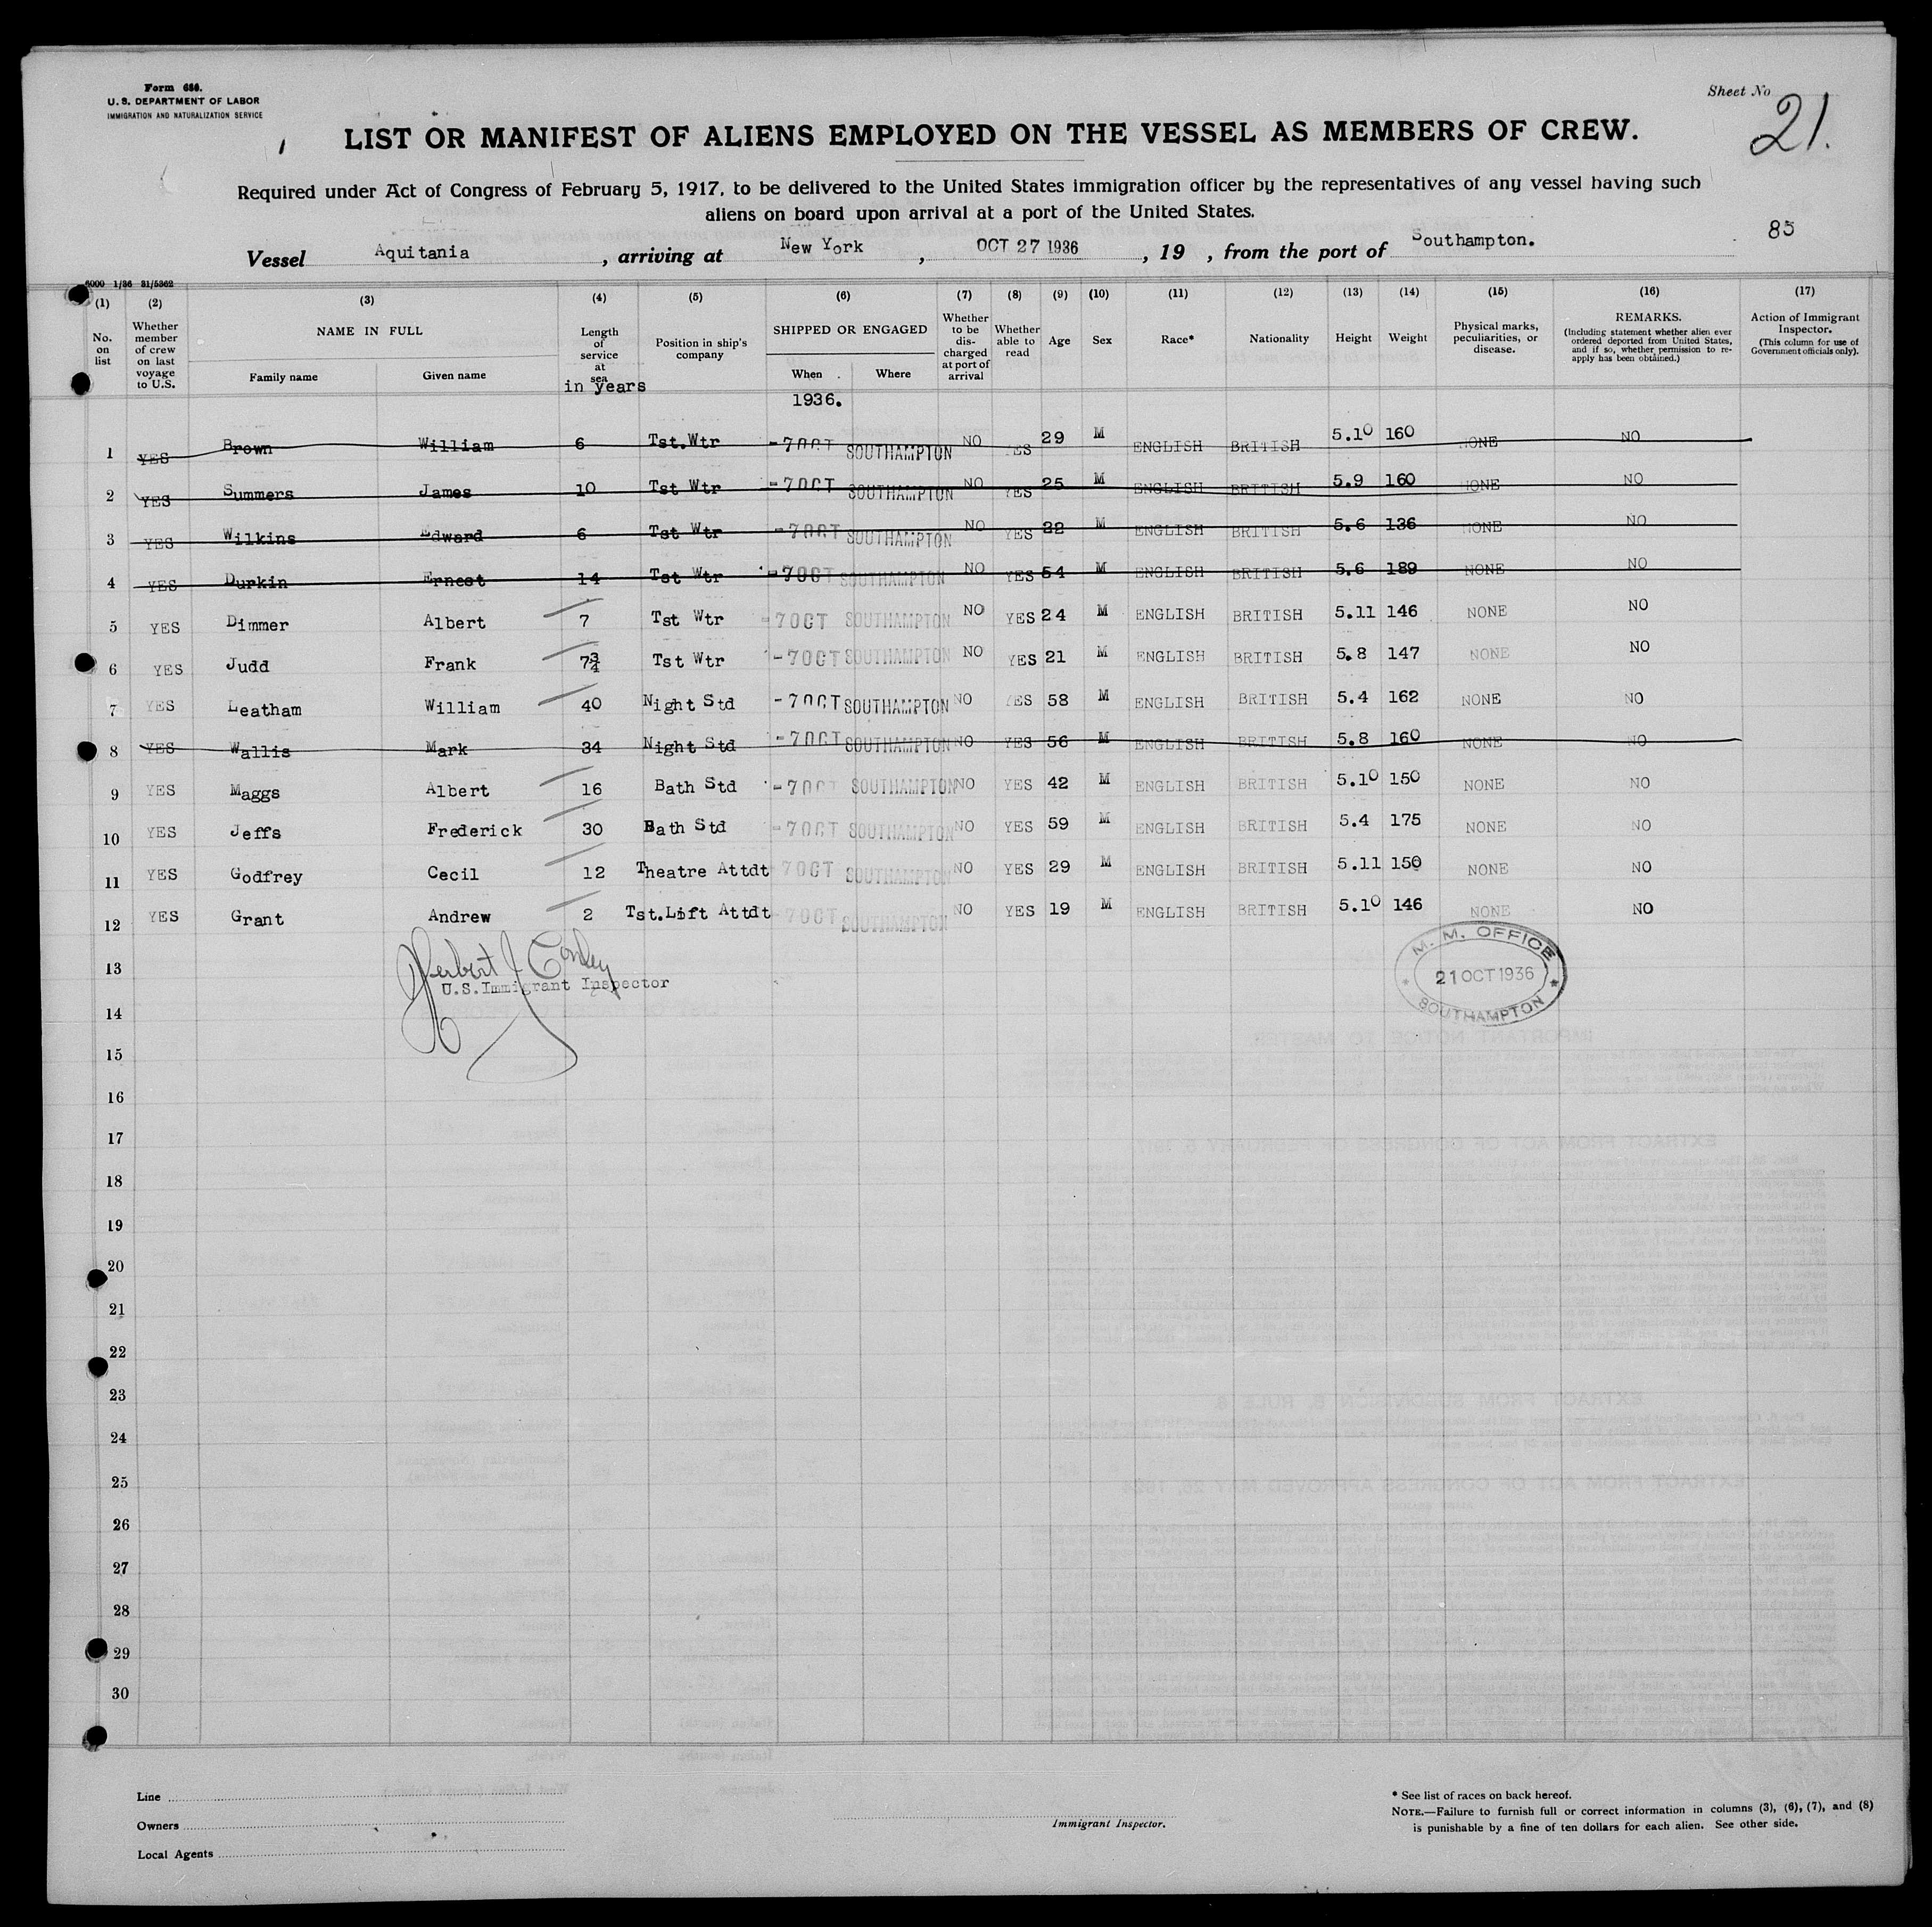 Form 680.
U. S. DEPARTMENT OF LABOR
IMMIGRATION AND NATURALIZATION SERVICE
Sheet No 21.
LIST OR MANIFEST OF ALIENS EMPLOYED ON THE VESSEL AS MEMBERS OF CREW.
Required under Act of Congress of February 5, 1917, to be delivered to the United States immigration officer by the representatives of any vessel having such
aliens on board upon arrival at a port of the United States.
85
Vessel Aquitania, arriving at New York, OCT 27 1936, 19 , from the port of Southampton.
6000 1/36 31/5362
(1) (2) (3) (4) (5) (6) (7) (8) (9) (10) (11) (12) (13) (14) (15) (16) (17)
No. on list
Whether member of crew on last voyage to U.S.
NAME IN FULL
Family name
Given name
Length of service at sea
in years
Position in ship's company
SHIPPED OR ENGAGED
When
Where
Whether to be discharged at port of arrival
Whether able to read
Age
Sex
Race*
Nationality
Height
Weight
Physical marks, peculiarities, or disease.
REMARKS.
(Including statement whether alien ever ordered deported from United States, and if so, whether permission to reapply has been obtained.)
Action of Immigrant Inspector.
(This column for use of Government officials only).
1936.
1 YES Brown William 6 Tst.Wtr -7 OCT SOUTHAMPTON NO YES 29 M ENGLISH BRITISH 5.10 160 NONE NO
2 YES Summers James 10 Tst Wtr -7 OCT SOUTHAMPTON NO YES 25 M ENGLISH BRITISH 5.9 160 NONE NO
3 YES Wilkins Edward 6 Tst Wtr -7 OCT SOUTHAMPTON NO YES 22 M ENGLISH BRITISH 5.6 136 NONE NO
4 YES Durkin Ernest 14 Tst Wtr -7 OCT SOUTHAMPTON NO YES 54 M ENGLISH BRITISH 5.6 189 NONE NO
5 YES Dimmer Albert 7 Tst Wtr -7 OCT SOUTHAMPTON NO YES 24 M ENGLISH BRITISH 5.11 146 NONE NO
6 YES Judd Frank 7¾ Tst Wtr -7 OCT SOUTHAMPTON NO YES 21 M ENGLISH BRITISH 5.8 147 NONE NO
7 YES Leatham William 40 Night Std -7 OCT SOUTHAMPTON NO YES 58 M ENGLISH BRITISH 5.4 162 NONE NO
8 YES Wallis Mark 34 Night Std -7 OCT SOUTHAMPTON NO YES 56 M ENGLISH BRITISH 5.8 160 NONE NO
9 YES Maggs Albert 16 Bath Std -7 OCT SOUTHAMPTON NO YES 42 M ENGLISH BRITISH 5.10 150 NONE NO
10 YES Jeffs Frederick 30 Bath Std -7 OCT SOUTHAMPTON NO YES 59 M ENGLISH BRITISH 5.4 175 NONE NO
11 YES Godfrey Cecil 12 Theatre Attdt -7 OCT SOUTHAMPTON NO YES 29 M ENGLISH BRITISH 5.11 150 NONE NO
12 YES Grant Andrew 2 Tst.Lift Attdt -7 OCT SOUTHAMPTON NO YES 19 M ENGLISH BRITISH 5.10 146 NONE NO
Herbert J Conley
U.S.Immigrant Inspector
M. M. OFFICE
21 OCT 1936
SOUTHAMPTON
13
14
15
16
17
18
19
20
21
22
23
24
25
26
27
28
29
30
Line
Owners
Local Agents
Immigrant Inspector.
* See list of races on back hereof.
NOTE.—Failure to furnish full or correct information in columns (3), (6), (7), and (8)
is punishable by a fine of ten dollars for each alien. See other side.